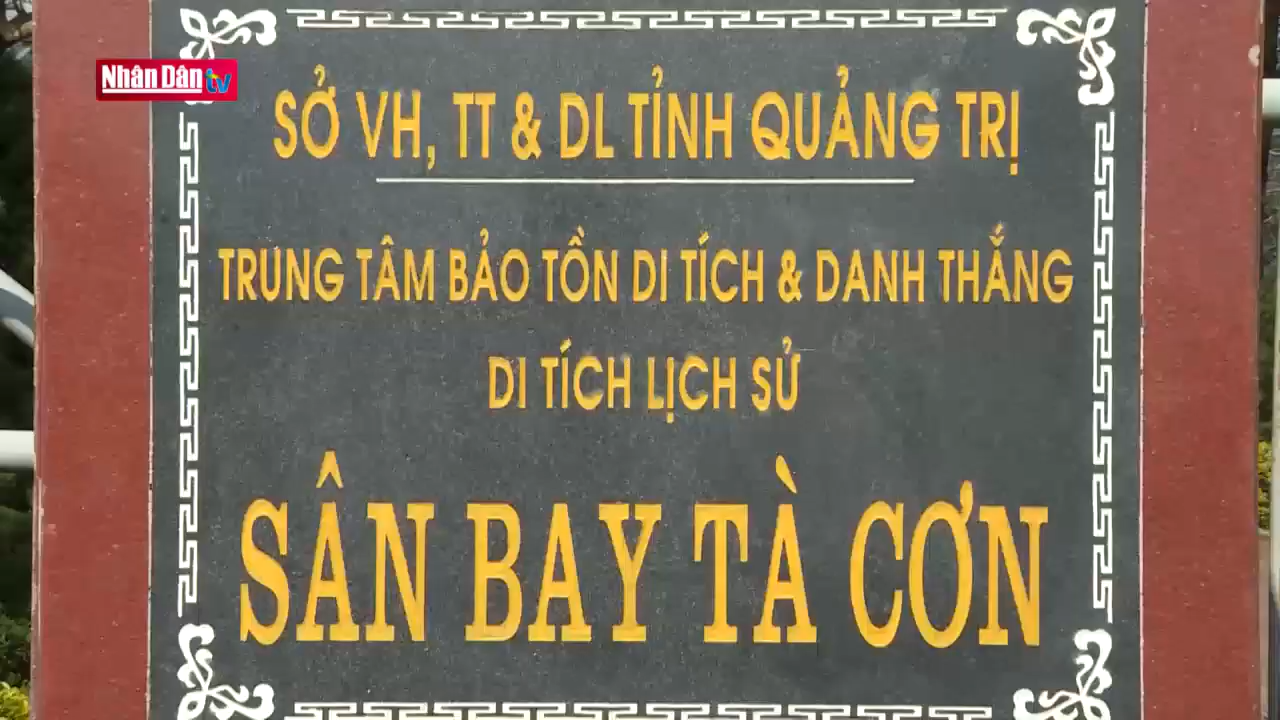 Nhân Dân tv
SỞ VH, TT & DL TỈNH QUẢNG TRỊ
TRUNG TÂM BẢO TỒN DI TÍCH & DANH THẮNG
DI TÍCH LỊCH SỬ
SÂN BAY TÀ CƠN